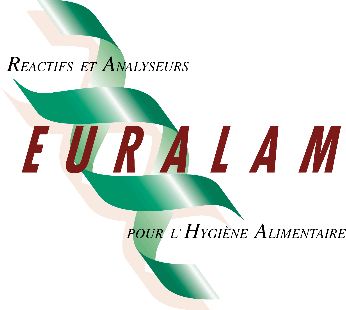 REACTIFS ET ANALYSEURS
EURALAM
POUR L'HYGIÈNE ALIMENTAIRE